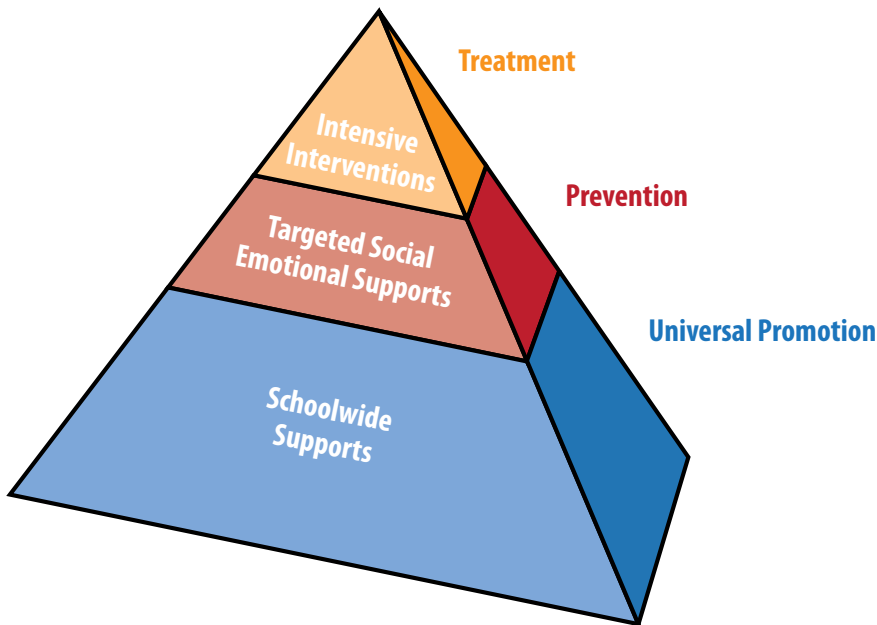 Treatment
Intensive
Interventions
Prevention
Targeted Social
Emotional Supports
Universal Promotion
Schoolwide
Supports